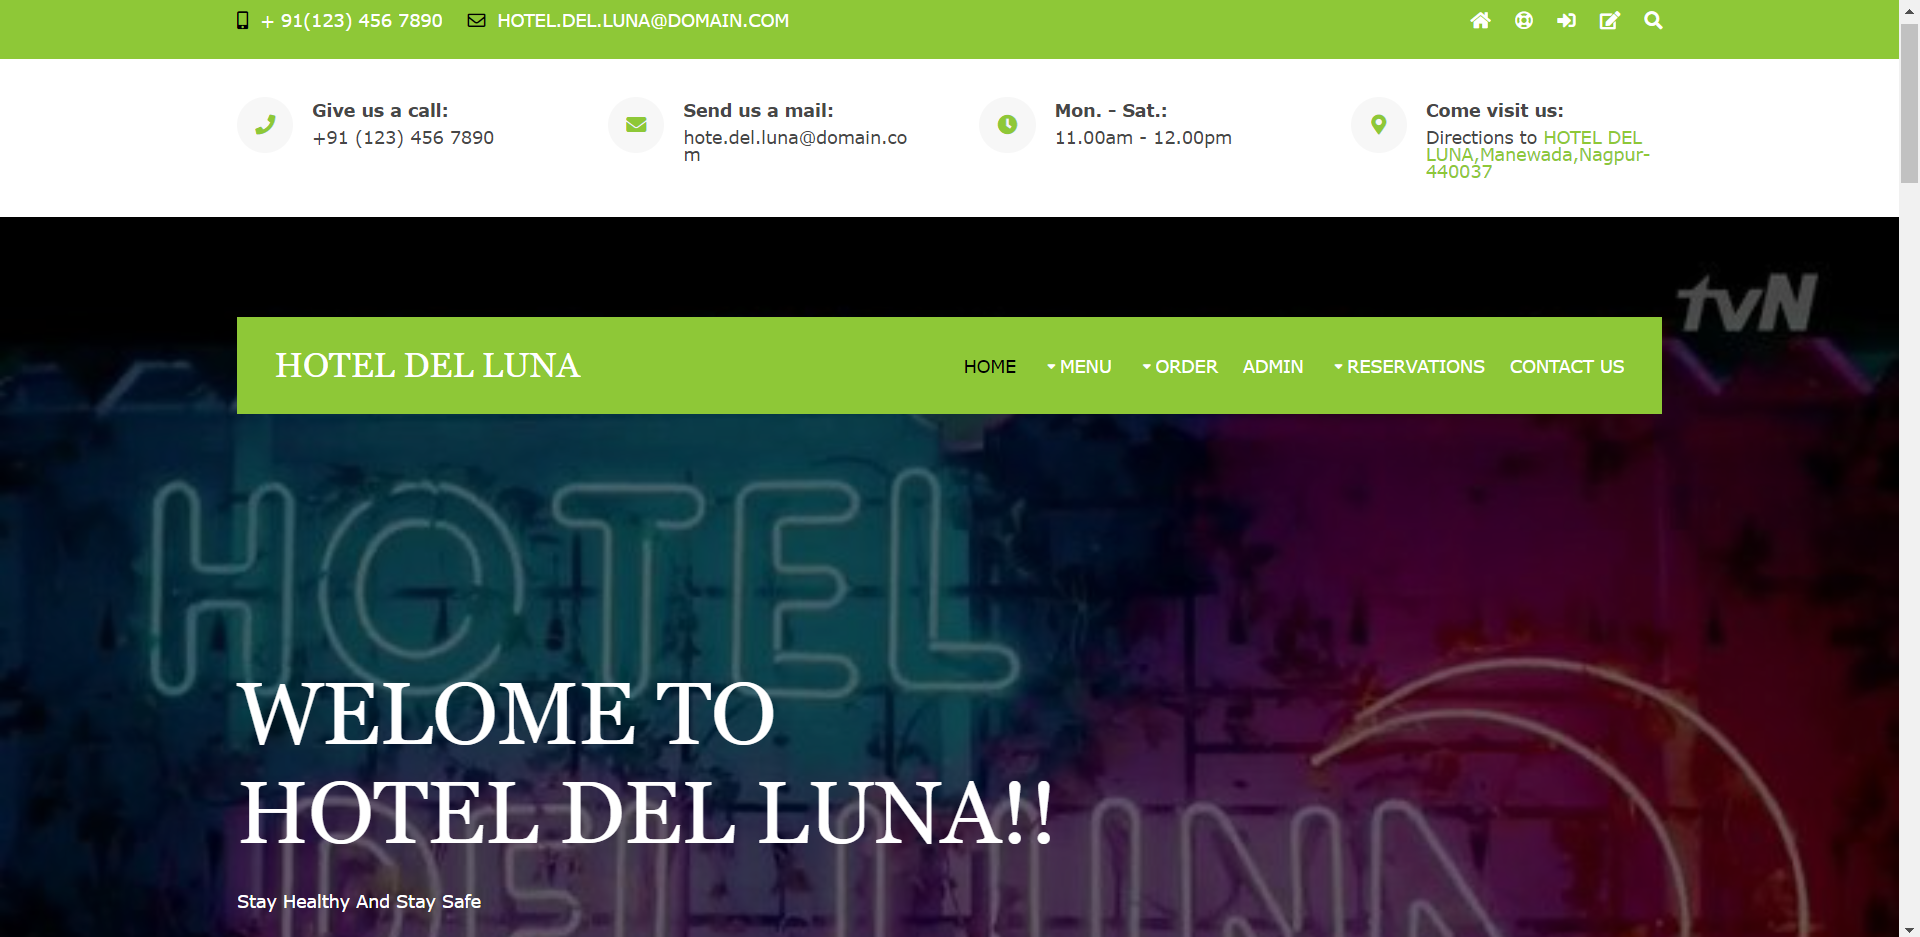 + 91(123) 456 7890 HOTEL.DEL.LUNA@DOMAIN.COM
Give us a call:
+91 (123) 456 7890
Send us a mail:
hote.del.luna@domain.co
m
Mon. - Sat.:
11.00am - 12.00pm
Come visit us:
Directions to HOTEL DEL
LUNA,Manewada,Nagpur-
440037
tvN
HOTEL DEL LUNA HOME MENU ORDER ADMIN RESERVATIONS CONTACT US
HOTEL
DEL LUNA
WELOME TO
HOTEL DEL LUNA!!
Stay Healthy And Stay Safe